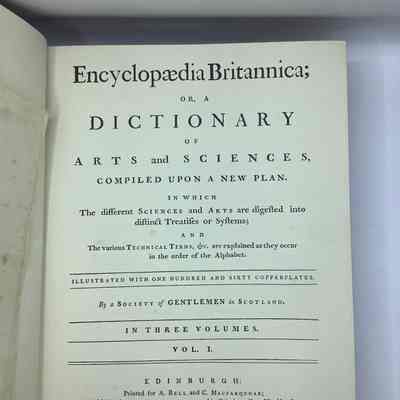 Encyclopædia Britannica;
OR, A
DICTIONARY
OF
ARTS and SCIENCES,
COMPILED UPON A NEW PLAN.
IN WHICH
The different SCIENCES and ARTS are digested into
distinct Treatises or Systems;
AND
The various TECHNICAL TERMS, &c. are explained as they occur
in the order of the Alphabet.
ILLUSTRATED WITH ONE HUNDRED AND SIXTY COPPERPLATES.
By a SOCIETY of GENTLEMEN in SCOTLAND.
IN THREE VOLUMES.
VOL. I.
EDINBURGH:
Printed for A. BELL and C. MACFARQUHAR;